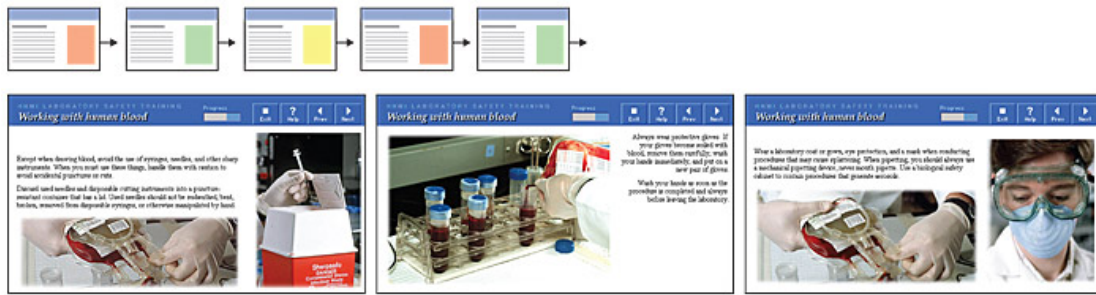 HHMI LABORATORY SAFETY TRAINING
Working with human blood
Progress
Exit Help Prev Next
Except when drawing blood, avoid the use of syringes, needles, and other sharp
instruments. When you must use these things, handle them with caution to
avoid accidental punctures or cuts.
Discard used needles and disposable cutting instruments into a puncture-
resistant container that has a lid. Used needles should not be resheathed, bent,
broken, removed from disposable syringes, or otherwise manipulated by hand.
HHMI LABORATORY SAFETY TRAINING
Working with human blood
Progress
Exit Help Prev Next
Always wear protective gloves. If
your gloves become soiled with
blood, remove them carefully, wash
your hands immediately, and put on a
new pair of gloves.
Wash your hands as soon as the
procedure is completed and always
before leaving the laboratory.
HHMI LABORATORY SAFETY TRAINING
Working with human blood
Progress
Exit Help Prev Next
Wear a laboratory coat or gown, eye protection, and a mask when conducting
procedures that may cause splattering. When pipetting, you should always use
a mechanical pipetting device, never mouth pipette. Use a biological safety
cabinet to contain procedures that generate aerosols.